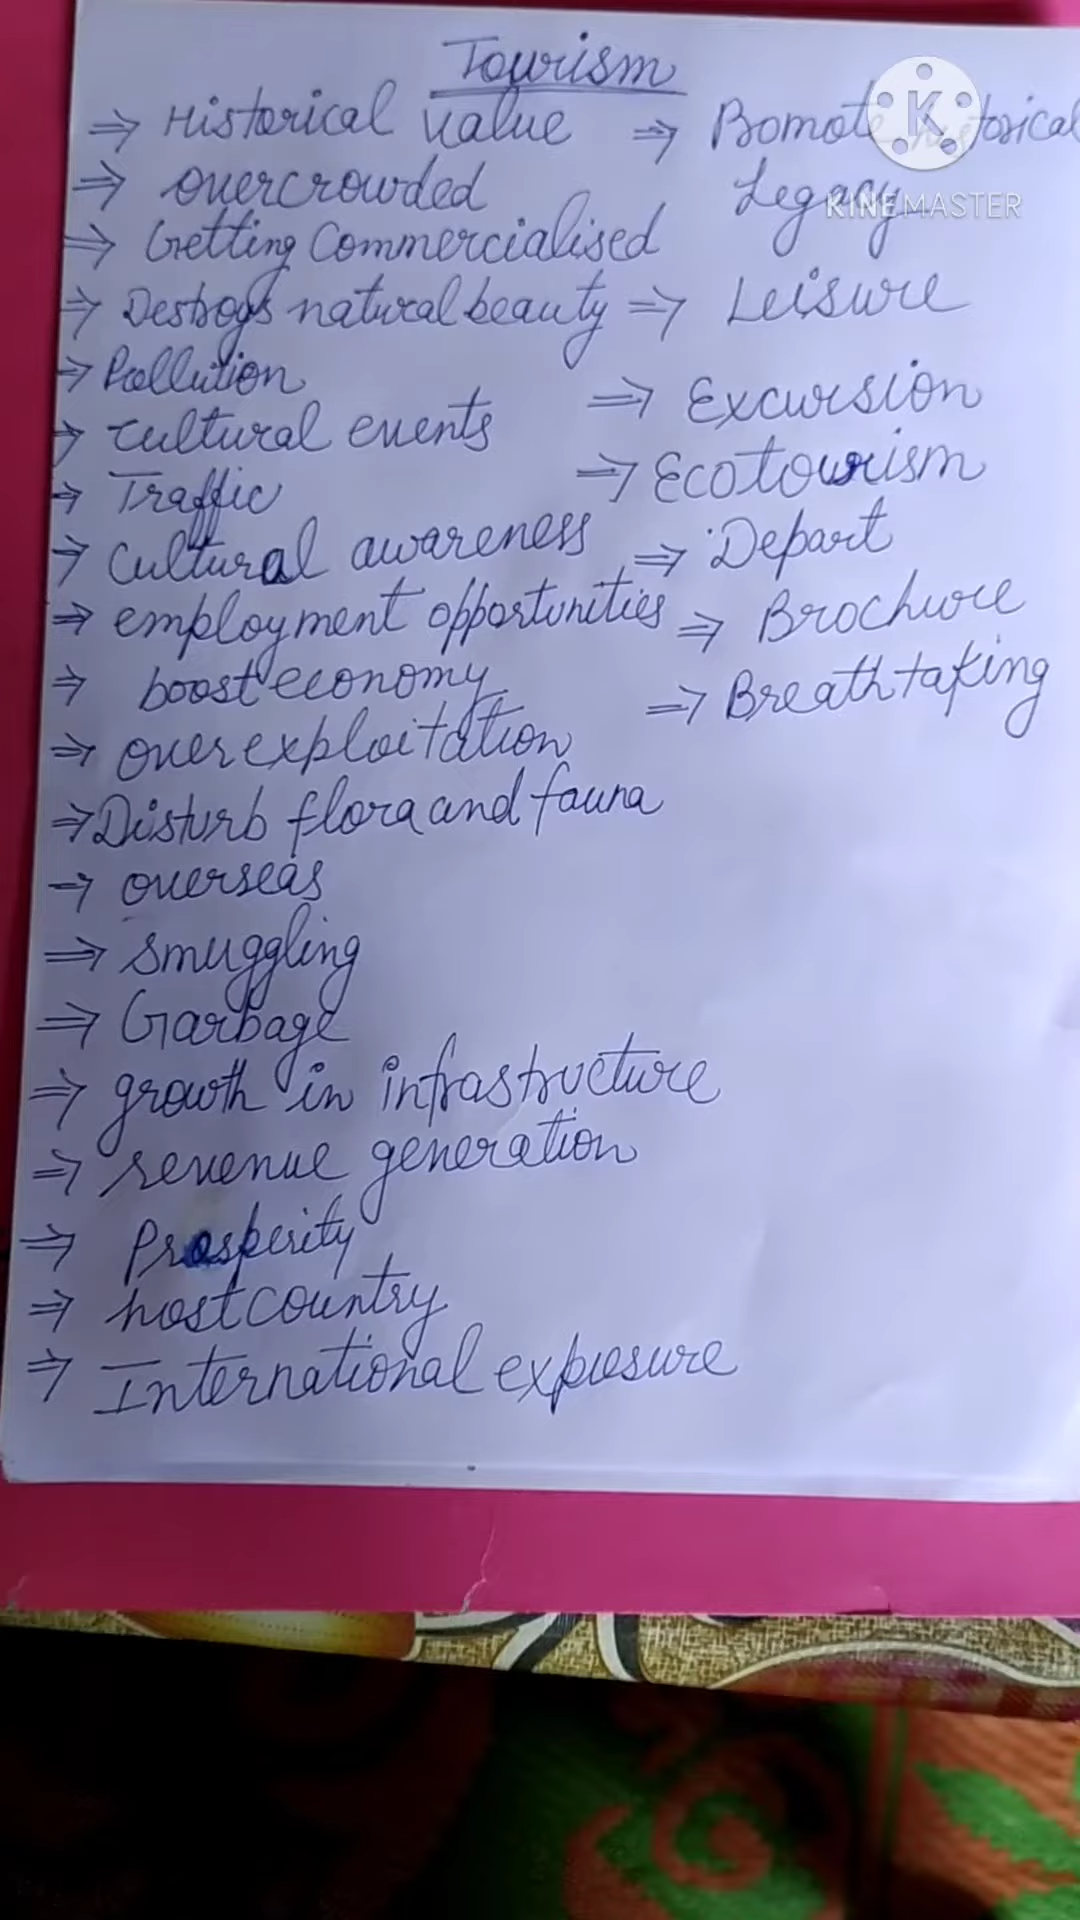 Tourism
⇒ Historical value
⇒ overcrowded
⇒ Getting Commercialised
⇒ Destroys natural beauty
⇒ Pollution
⇒ cultural events
⇒ Traffic
⇒ cultural awareness
⇒ employment opportunities
⇒ boost economy
⇒ over exploitation
⇒ Disturb flora and fauna
⇒ overseas
⇒ smuggling
⇒ Garbage
⇒ growth in infrastructure
⇒ revenue generation
⇒ Prosperity
⇒ host country
⇒ International exposure
⇒ Promote historical
Legacy
⇒ Leisure
⇒ Excursion
⇒ Ecotourism
⇒ Depart
⇒ Brochure
⇒ Breathtaking
K
KINEMASTER